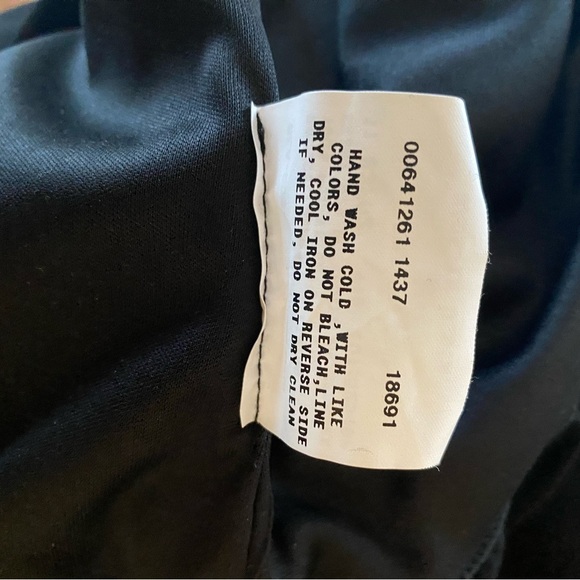 00641261 1437 18691
HAND WASH COLD ,WITH LIKE
COLORS, DO NOT BLEACH,LINE
DRY, COOL IRON ON REVERSE SIDE
IF NEEDED, DO NOT DRY CLEAN